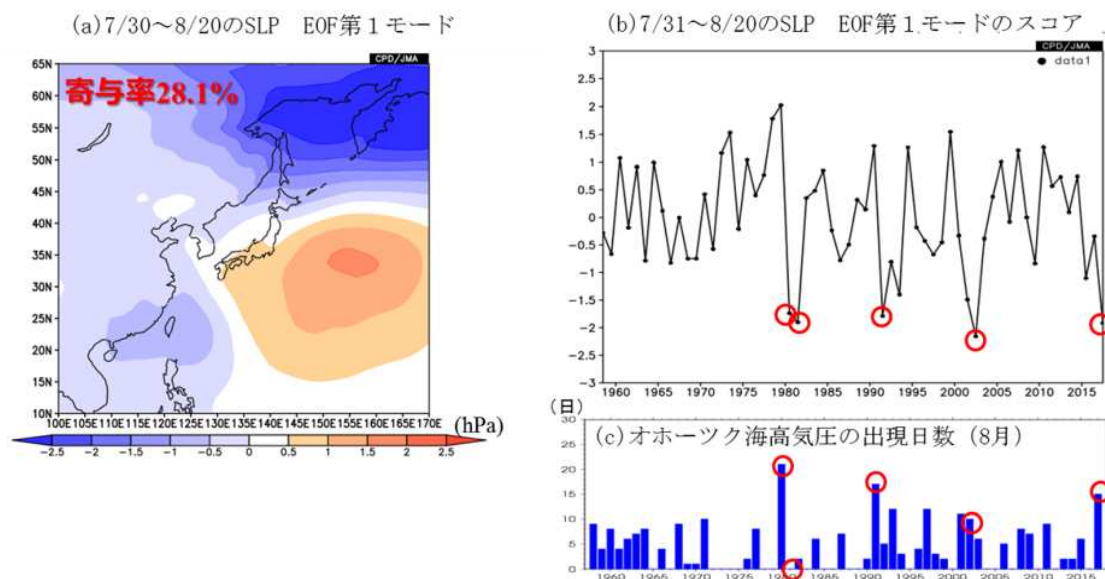 (a)7/30～8/20のSLP EOF第１モード
CPD/JMA
寄与率28.1%
65N
60N
55N
50N
45N
40N
35N
30N
25N
20N
15N
10N
100E 105E 110E 115E 120E 125E 130E 135E 140E 145E 150E 155E 160E 165E 170E
(hPa)
-2.5 -2 -1.5 -1 -0.5 0 0.5 1 1.5 2 2.5
(b)7/31～8/20のSLP EOF第１モードのスコア
CPD/JMA
data1
3
2.5
2
1.5
1
0.5
0
-0.5
-1
-1.5
-2
-2.5
-3
1960 1965 1970 1975 1980 1985 1990 1995 2000 2005 2010 2015
(日)
(c)オホーツク海高気圧の出現日数（8月）
30
25
20
15
10
5
0
1960 1965 1970 1975 1980 1985 1990 1995 2000 2005 2010 2015